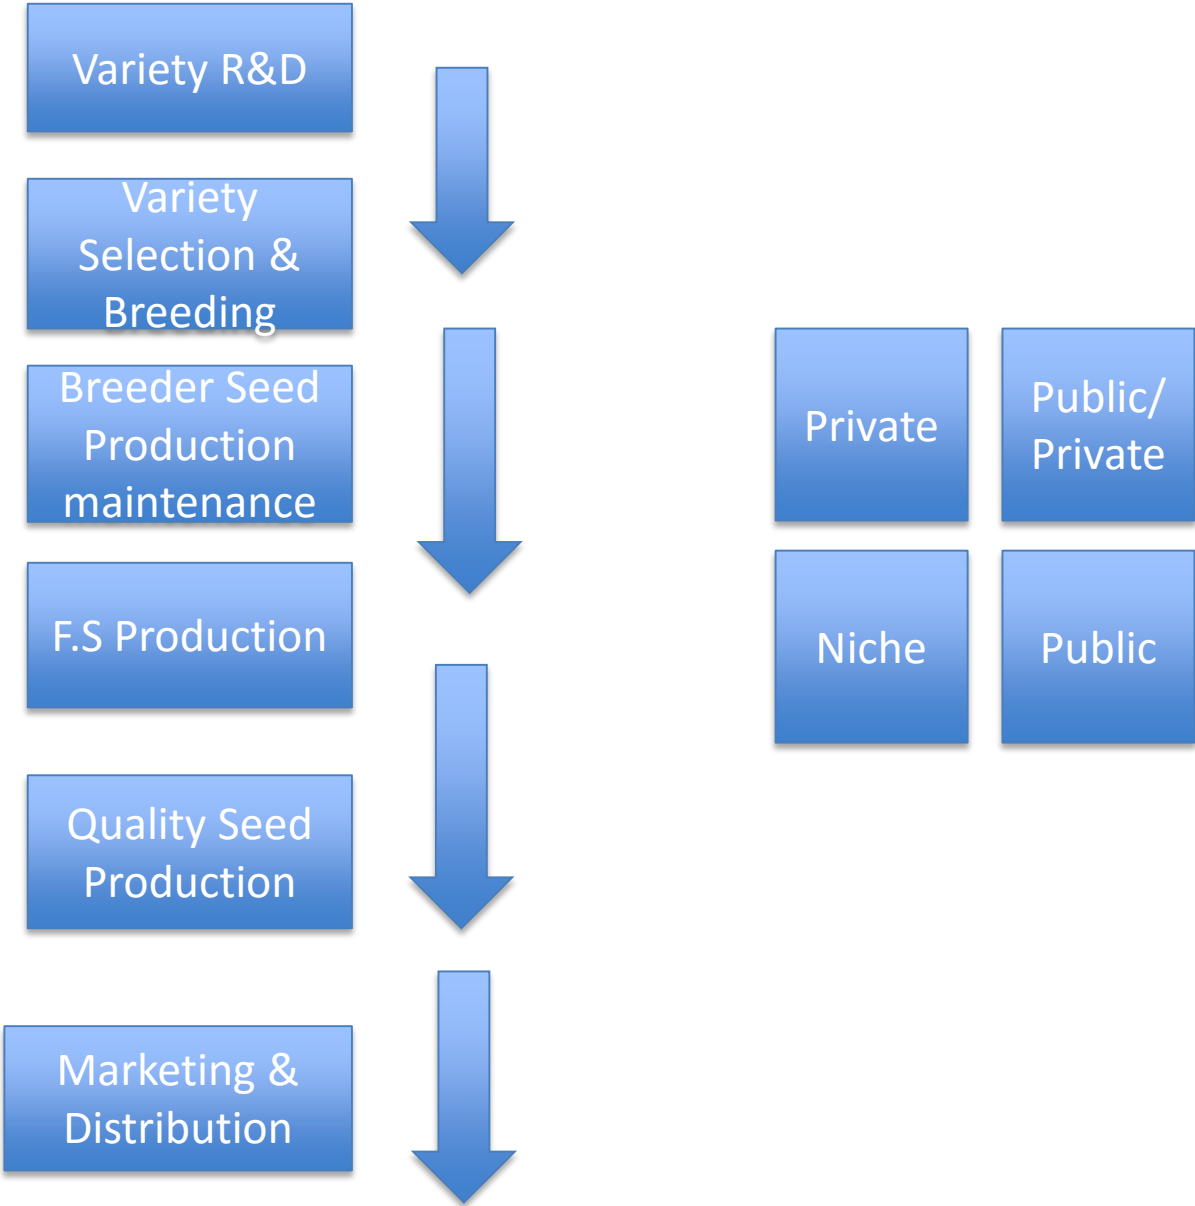 Variety R&D
Variety
Selection &
Breeding
Breeder Seed
Production
maintenance
F.S Production
Quality Seed
Production
Marketing &
Distribution
Private
Public/
Private
Niche
Public